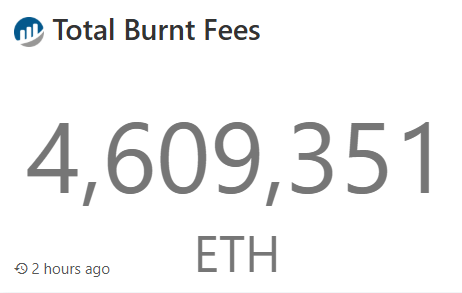 Total Burnt Fees
4,609,351
ETH
2 hours ago